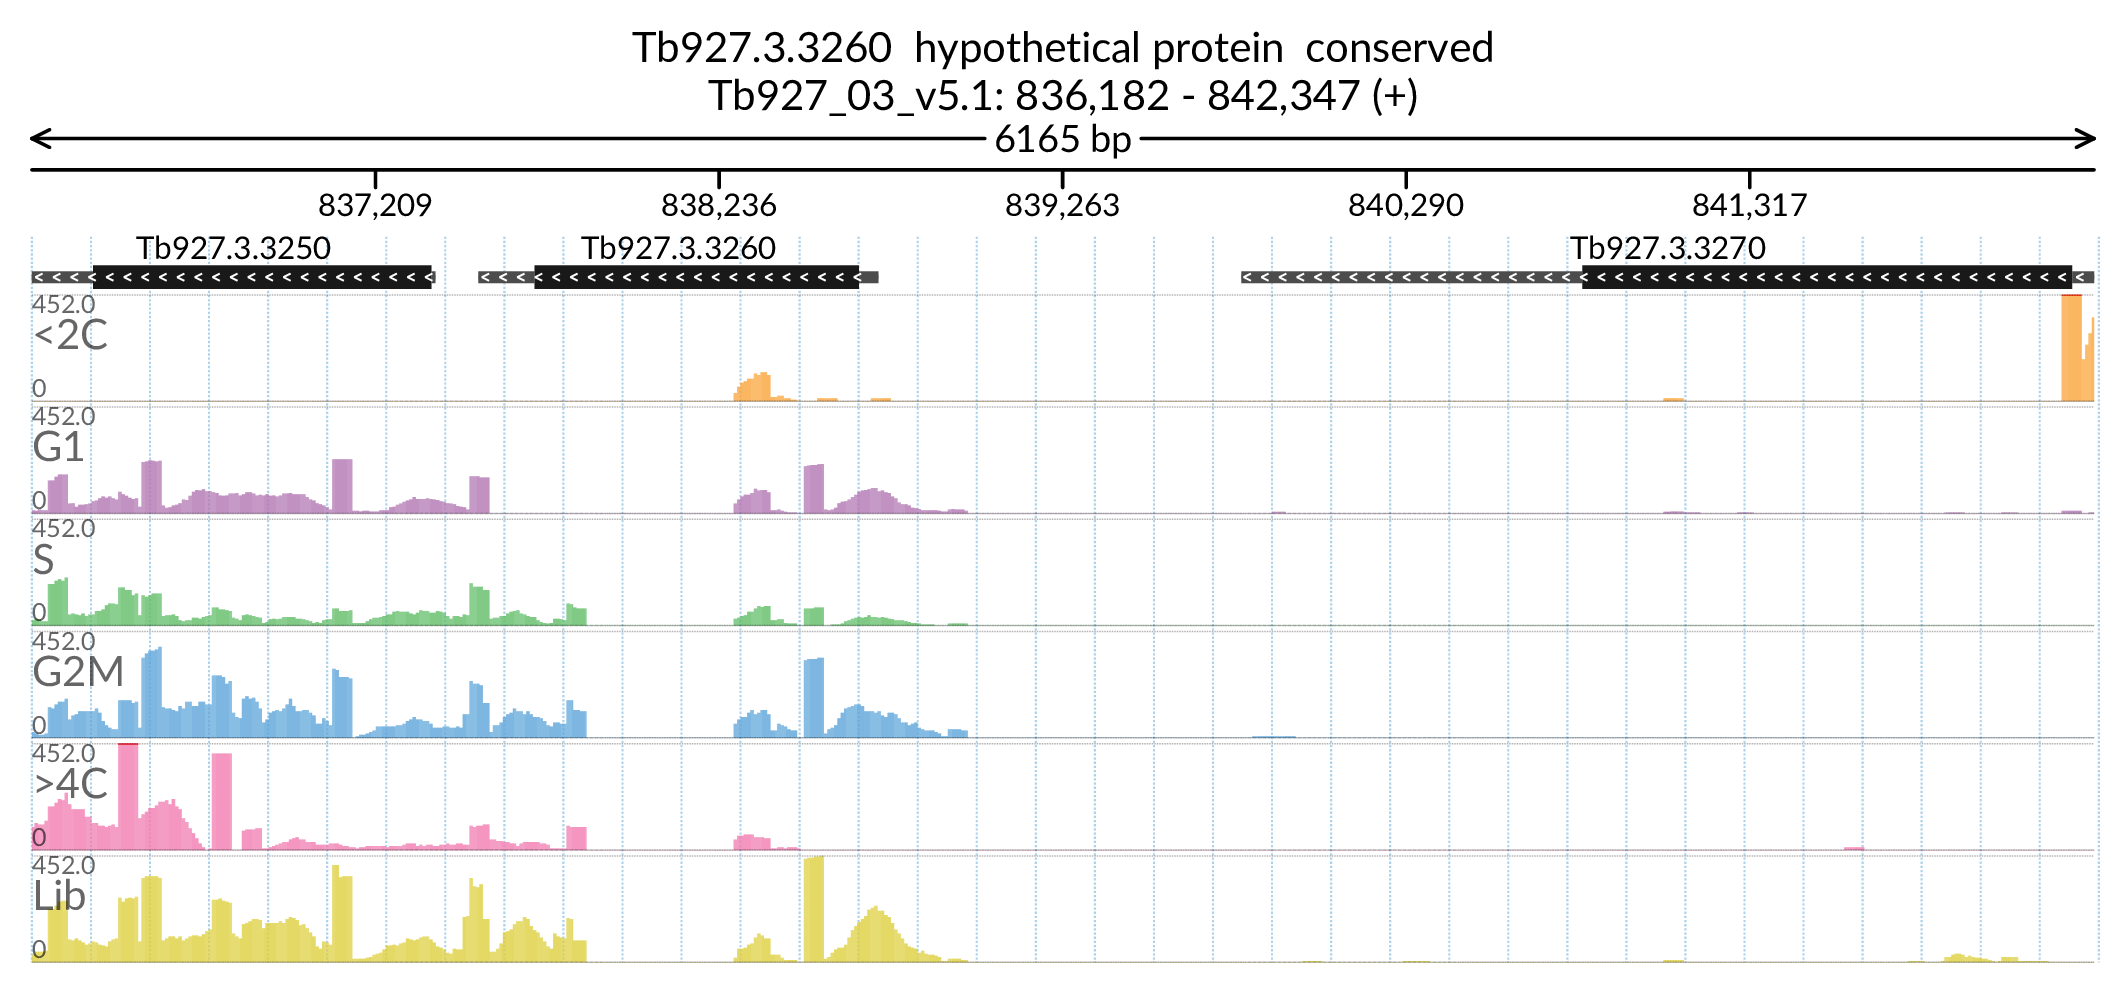 Tb927.3.3260  hypothetical protein  conserved
Tb927_03_v5.1: 836,182 - 842,347 (+)
6165 bp
837,209 838,236 839,263 840,290 841,317
Tb927.3.3250 Tb927.3.3260 Tb927.3.3270
452.0
<2C
0
452.0
G1
0
452.0
S
0
452.0
G2M
0
452.0
>4C
0
452.0
Lib
0